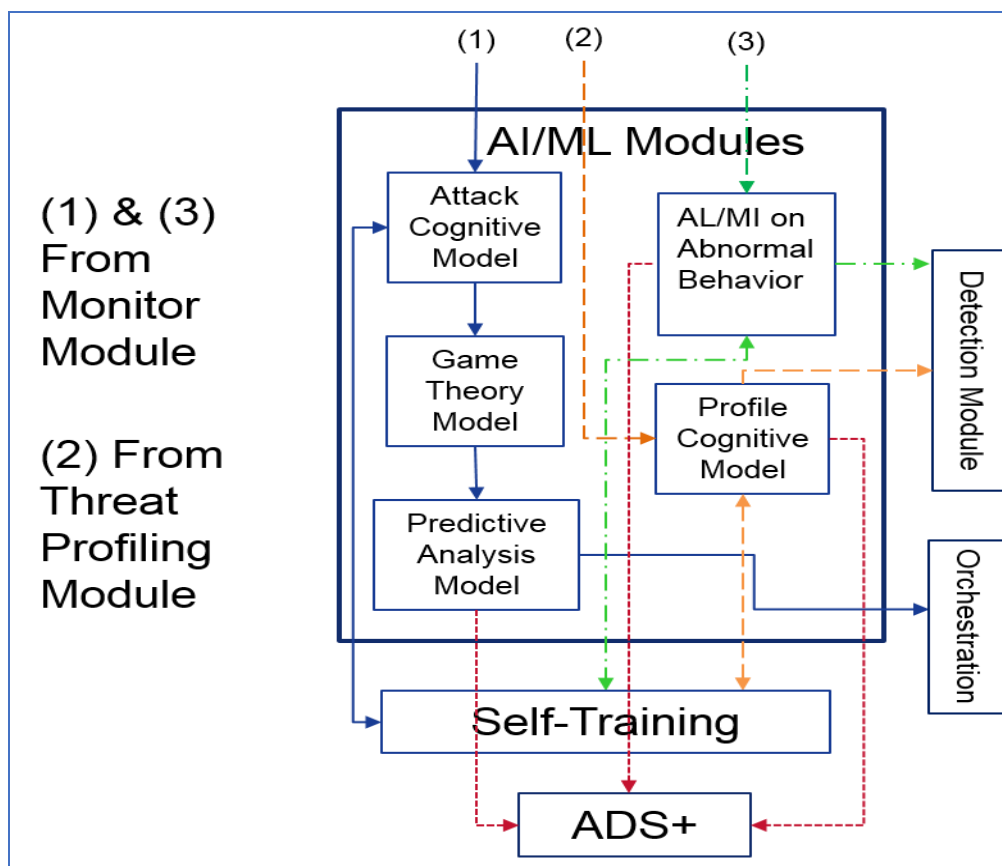 (1)
(2)
(3)
AI/ML Modules
(1) & (3)
From
Monitor
Module
(2) From
Threat
Profiling
Module
Attack
Cognitive
Model
Game
Theory
Model
Predictive
Analysis
Model
AL/MI on
Abnormal
Behavior
Profile
Cognitive
Model
Detection Module
Orchestration
Self-Training
ADS+